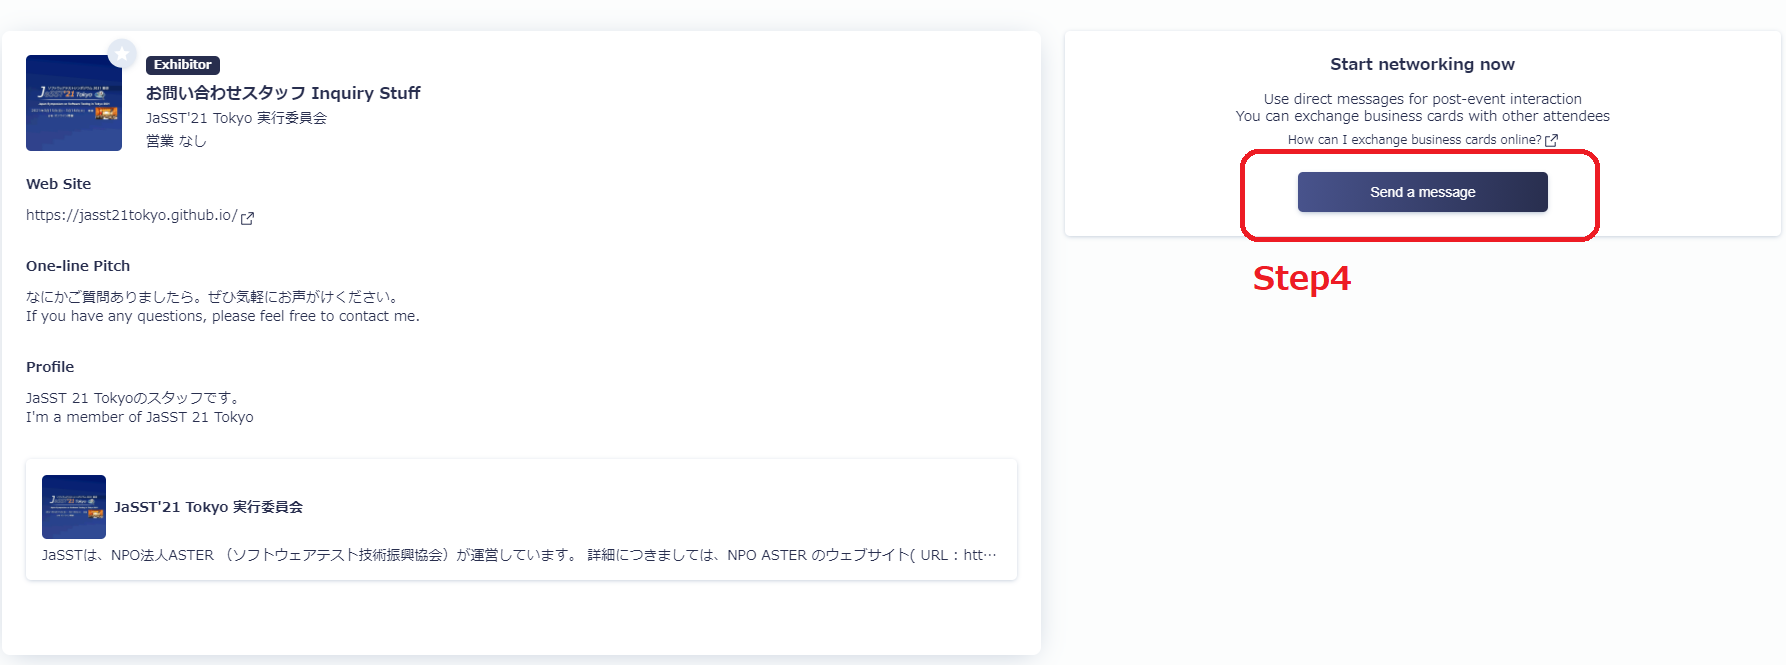 Exhibitor
お問い合わせスタッフ Inquiry Stuff
JaSST'21 Tokyo 実行委員会
営業 なし
Web Site
https://jasst21tokyo.github.io/
One-line Pitch
なにかご質問ありましたら。ぜひ気軽にお声がけください。
If you have any questions, please feel free to contact me.
Profile
JaSST 21 Tokyoのスタッフです。
I'm a member of JaSST 21 Tokyo
JaSST'21 Tokyo 実行委員会
JaSSTは、NPO法人ASTER （ソフトウェアテスト技術振興協会）が運営しています。 詳細につきましては、NPO ASTER のウェブサイト( URL : htt…
Start networking now
Use direct messages for post-event interaction
You can exchange business cards with other attendees
How can I exchange business cards online?
Send a message
Step4